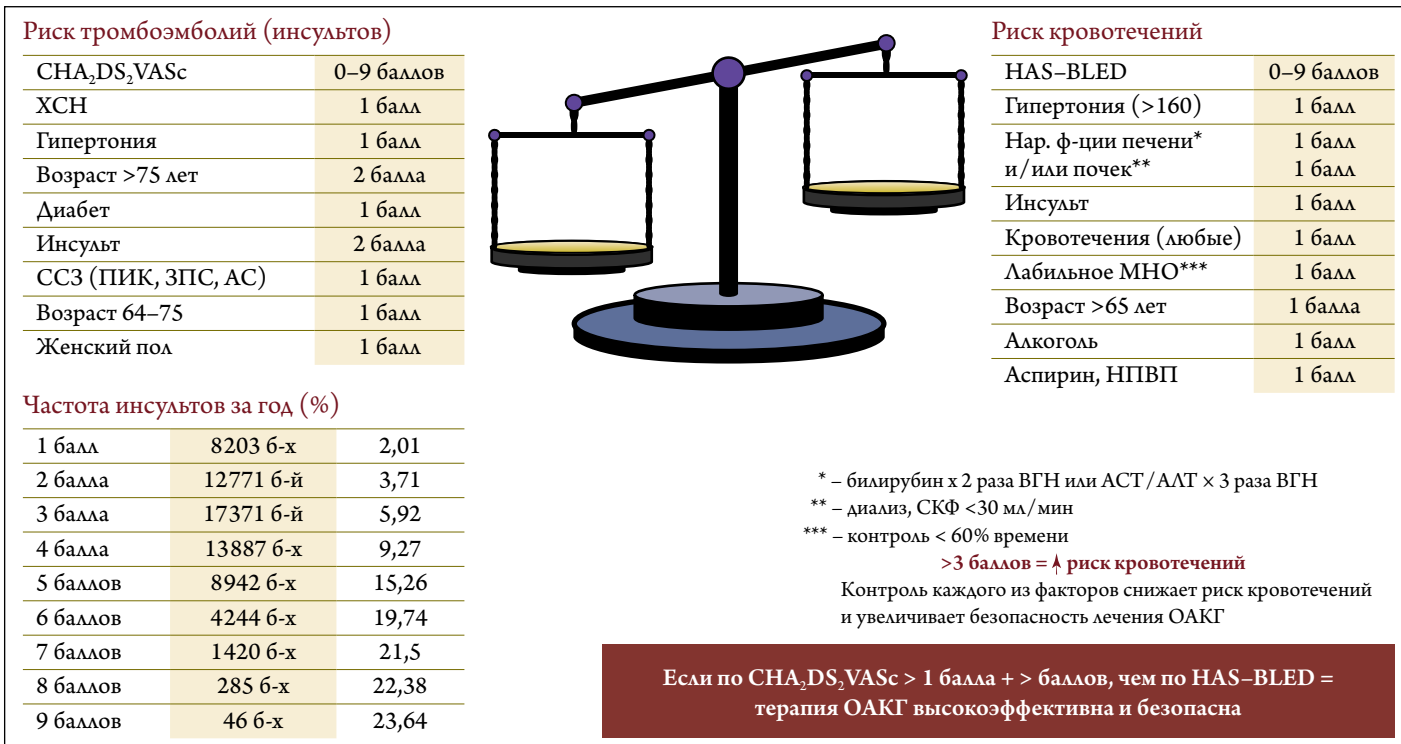 Риск тромбоэмболий (инсультов)
CHA₂DS₂VASc 0–9 баллов
ХСН 1 балл
Гипертония 1 балл
Возраст >75 лет 2 балла
Диабет 1 балл
Инсульт 2 балла
ССЗ (ПИК, ЗПС, АС) 1 балл
Возраст 64–75 1 балл
Женский пол 1 балл
Частота инсультов за год (%)
1 балл 8203 б-х 2,01
2 балла 12771 б-й 3,71
3 балла 17371 б-й 5,92
4 балла 13887 б-х 9,27
5 баллов 8942 б-х 15,26
6 баллов 4244 б-х 19,74
7 баллов 1420 б-х 21,5
8 баллов 285 б-х 22,38
9 баллов 46 б-х 23,64
Риск кровотечений
HAS–BLED 0–9 баллов
Гипертония (>160) 1 балл
Нар. ф-ции печени* 1 балл
и/или почек** 1 балл
Инсульт 1 балл
Кровотечения (любые) 1 балл
Лабильное МНО*** 1 балл
Возраст >65 лет 1 балла
Алкоголь 1 балл
Аспирин, НПВП 1 балл
* – билирубин х 2 раза ВГН или АСТ/АЛТ × 3 раза ВГН
** – диализ, СКФ <30 мл/мин
*** – контроль < 60% времени
>3 баллов = ↑ риск кровотечений
Контроль каждого из факторов снижает риск кровотечений
и увеличивает безопасность лечения ОАКГ
Если по CHA₂DS₂VASc > 1 балла + > баллов, чем по HAS–BLED =
терапия ОАКГ высокоэффективна и безопасна